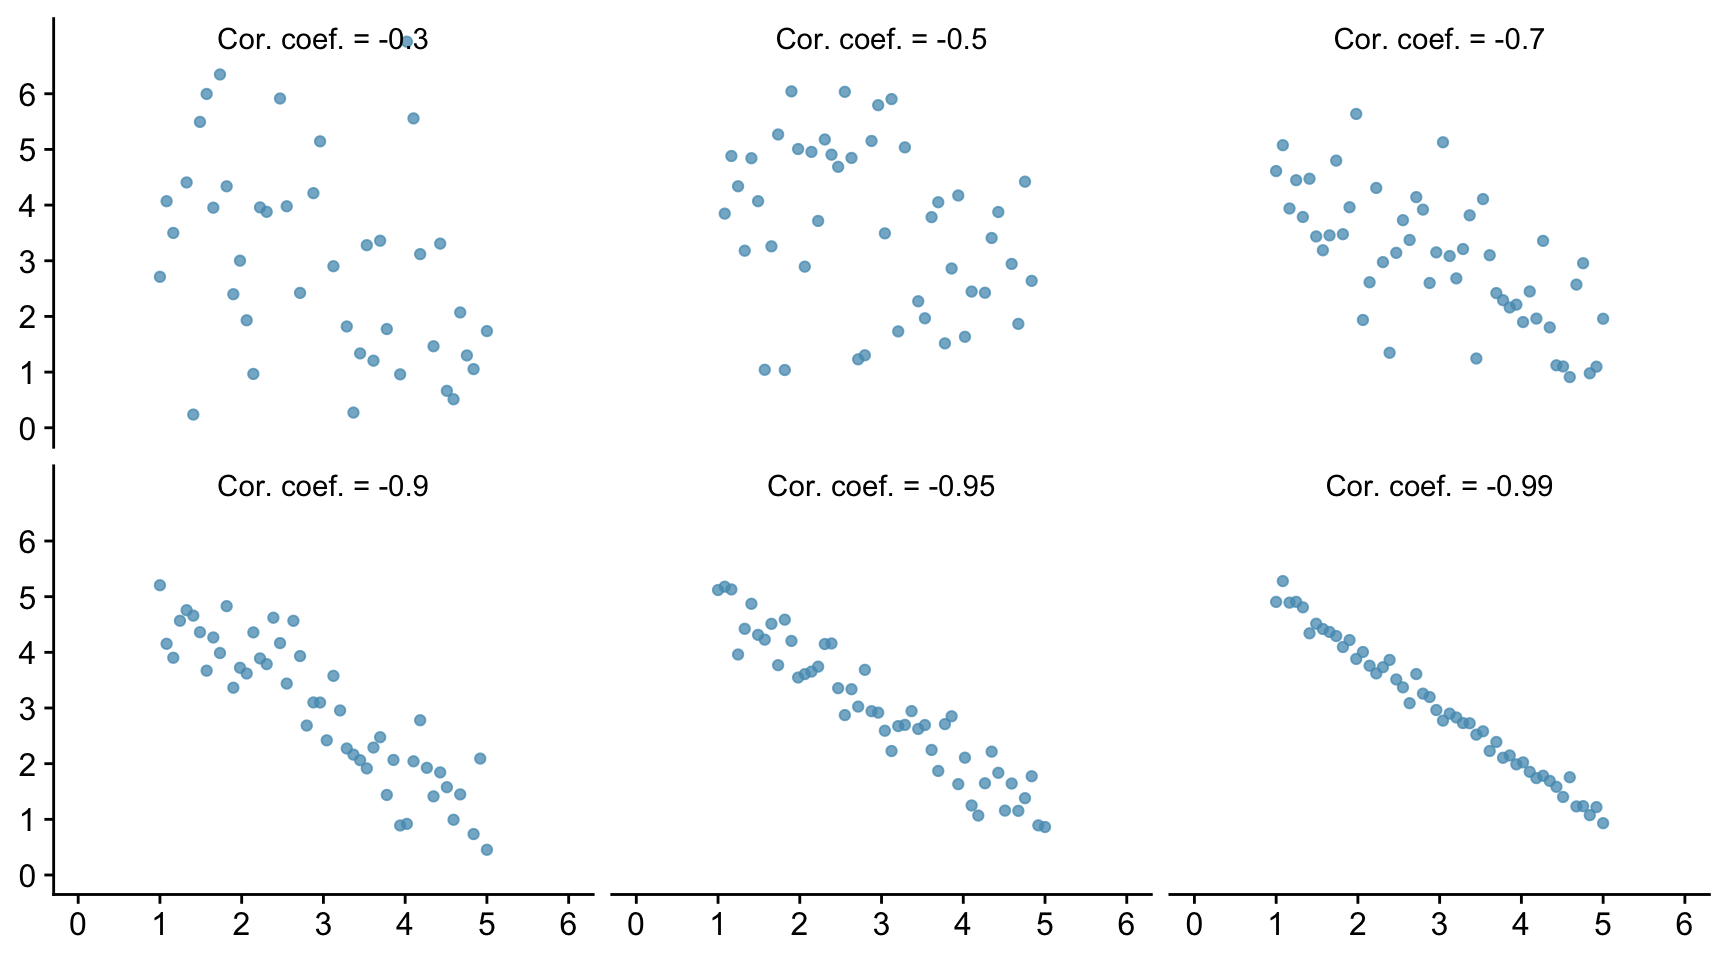 Cor. coef. = -0.3
Cor. coef. = -0.5
Cor. coef. = -0.7
6
5
4
3
2
1
0
Cor. coef. = -0.9
Cor. coef. = -0.95
Cor. coef. = -0.99
6
5
4
3
2
1
0
0 1 2 3 4 5 6
0 1 2 3 4 5 6
0 1 2 3 4 5 6